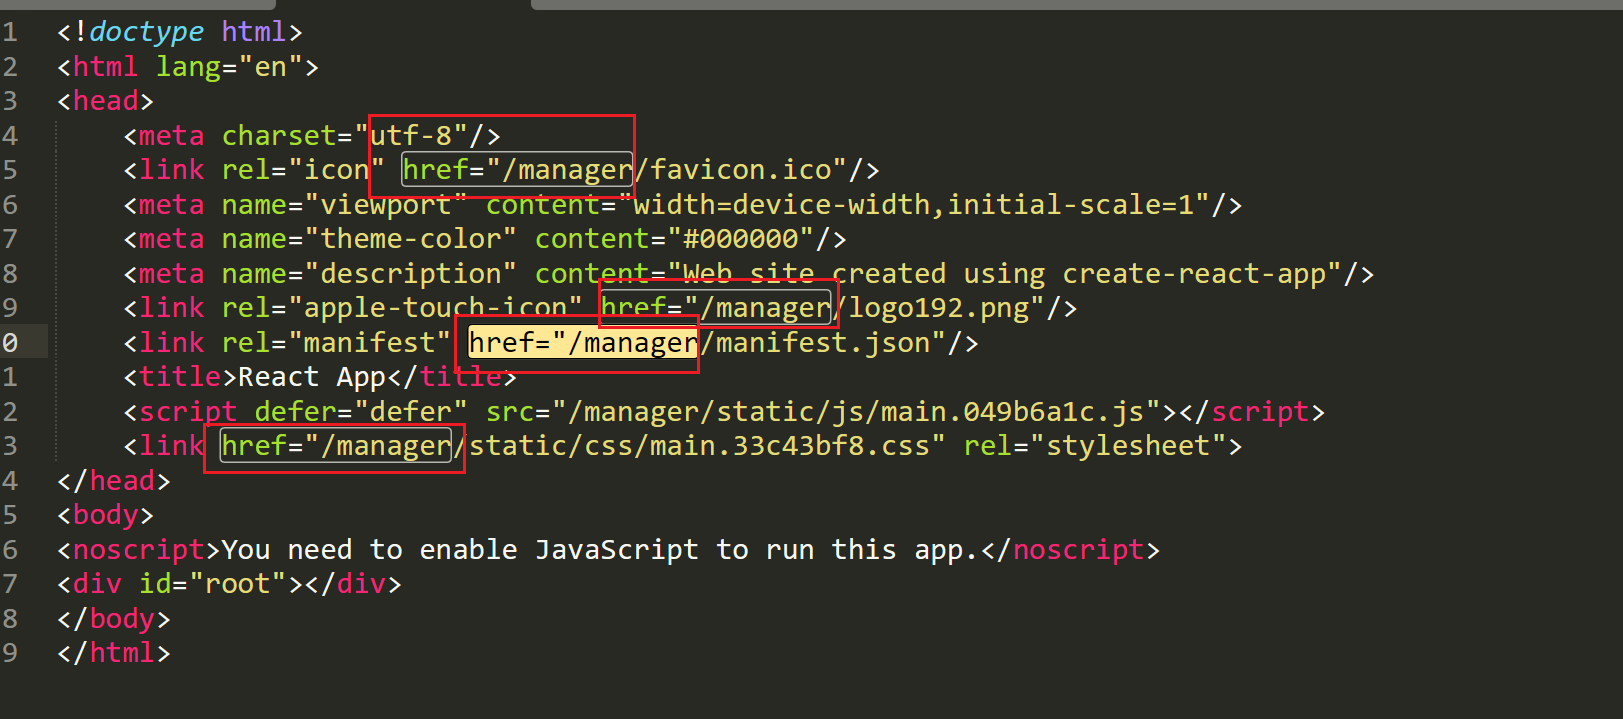 1 <!doctype html>
2 <html lang="en">
3 <head>
4 <meta charset="utf-8"/>
5 <link rel="icon" href="/manager/favicon.ico"/>
6 <meta name="viewport" content="width=device-width,initial-scale=1"/>
7 <meta name="theme-color" content="#000000"/>
8 <meta name="description" content="Web site created using create-react-app"/>
9 <link rel="apple-touch-icon" href="/manager/logo192.png"/>
0 <link rel="manifest" href="/manager/manifest.json"/>
1 <title>React App</title>
2 <script defer="defer" src="/manager/static/js/main.049b6a1c.js"></script>
3 <link href="/manager/static/css/main.33c43bf8.css" rel="stylesheet">
4 </head>
5 <body>
6 <noscript>You need to enable JavaScript to run this app.</noscript>
7 <div id="root"></div>
8 </body>
9 </html>